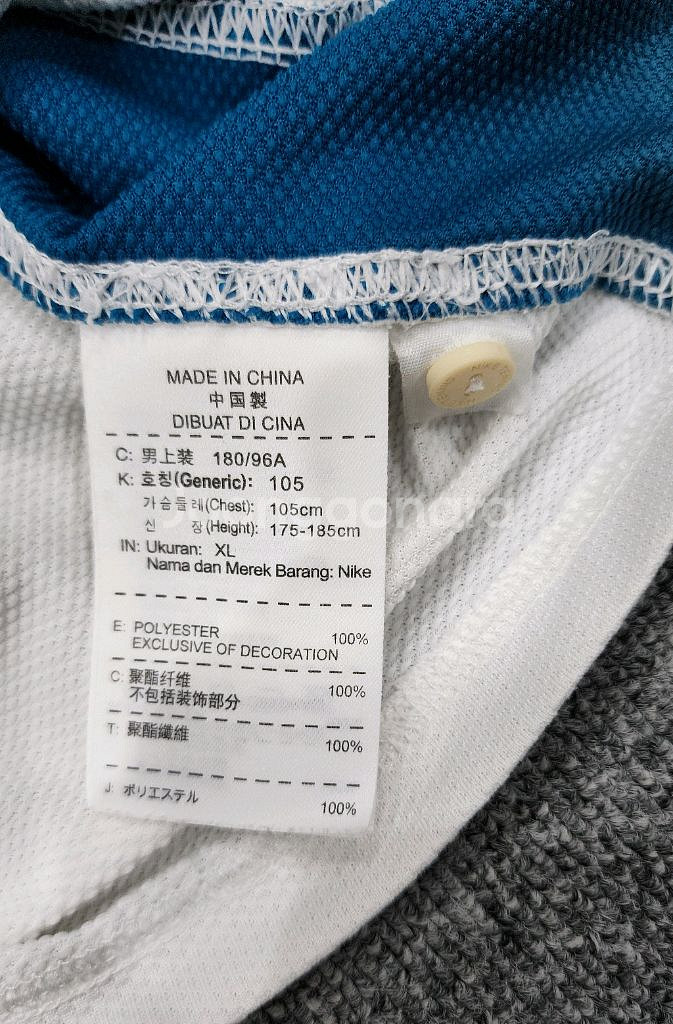 MADE IN CHINA
中国製
DIBUAT DI CINA
C: 男上装 180/96A
K: 호칭(Generic): 105
가슴둘레(Chest): 105cm
신 장(Height): 175-185cm
IN: Ukuran: XL
Nama dan Merek Barang: Nike
E: POLYESTER 100%
EXCLUSIVE OF DECORATION
C: 聚酯纤维 100%
不包括装饰部分
T: 聚酯纖維 100%
J: ポリエステル 100%
NIKE